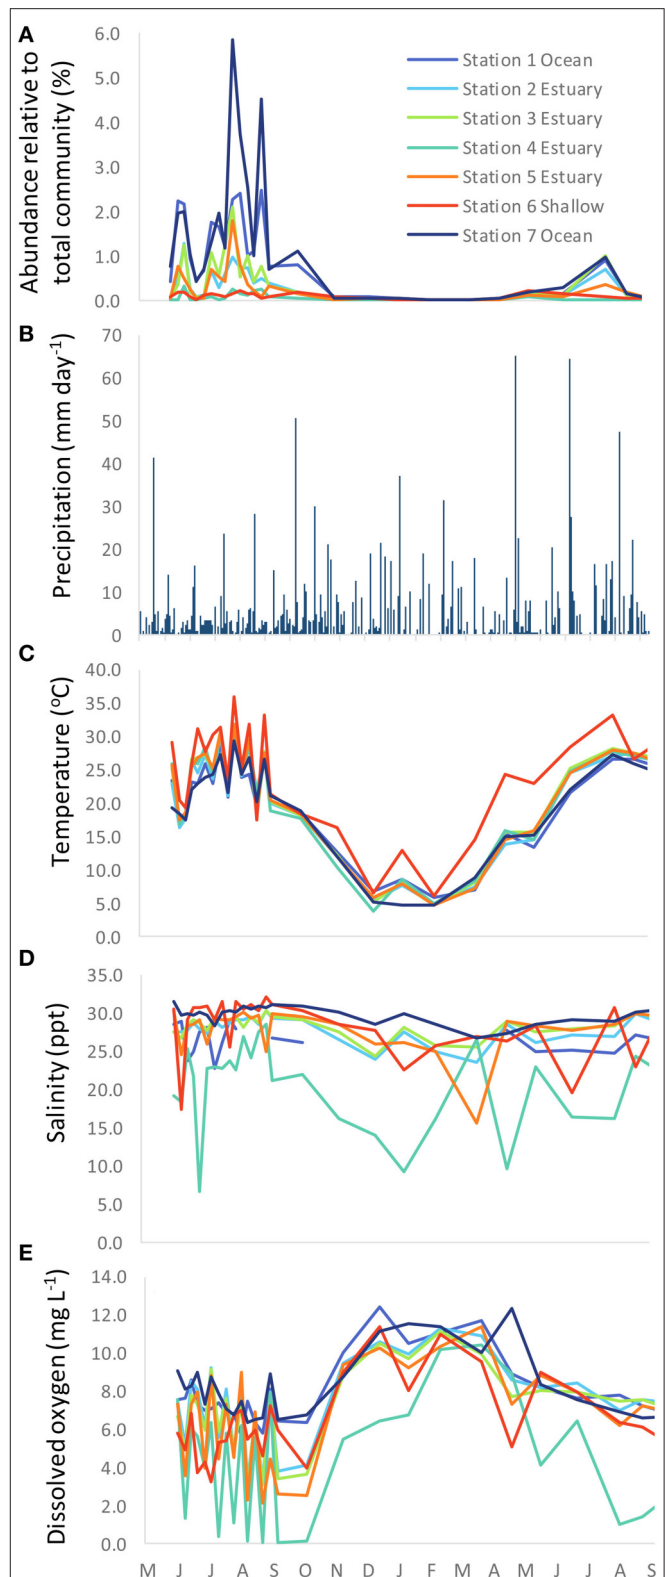 A
Abundance relative to
total community (%)
6.0
5.0
4.0
3.0
2.0
1.0
0.0
Station 1 Ocean
Station 2 Estuary
Station 3 Estuary
Station 4 Estuary
Station 5 Estuary
Station 6 Shallow
Station 7 Ocean
B
Precipitation (mm day-1)
70
60
50
40
30
20
10
0
C
Temperature (oC)
40.0
35.0
30.0
25.0
20.0
15.0
10.0
5.0
0.0
D
Salinity (ppt)
35.0
30.0
25.0
20.0
15.0
10.0
5.0
0.0
E
Dissolved oxygen (mg L-1)
14.0
12.0
10.0
8.0
6.0
4.0
2.0
0.0
M J J A S O N D J F M A M J J A S